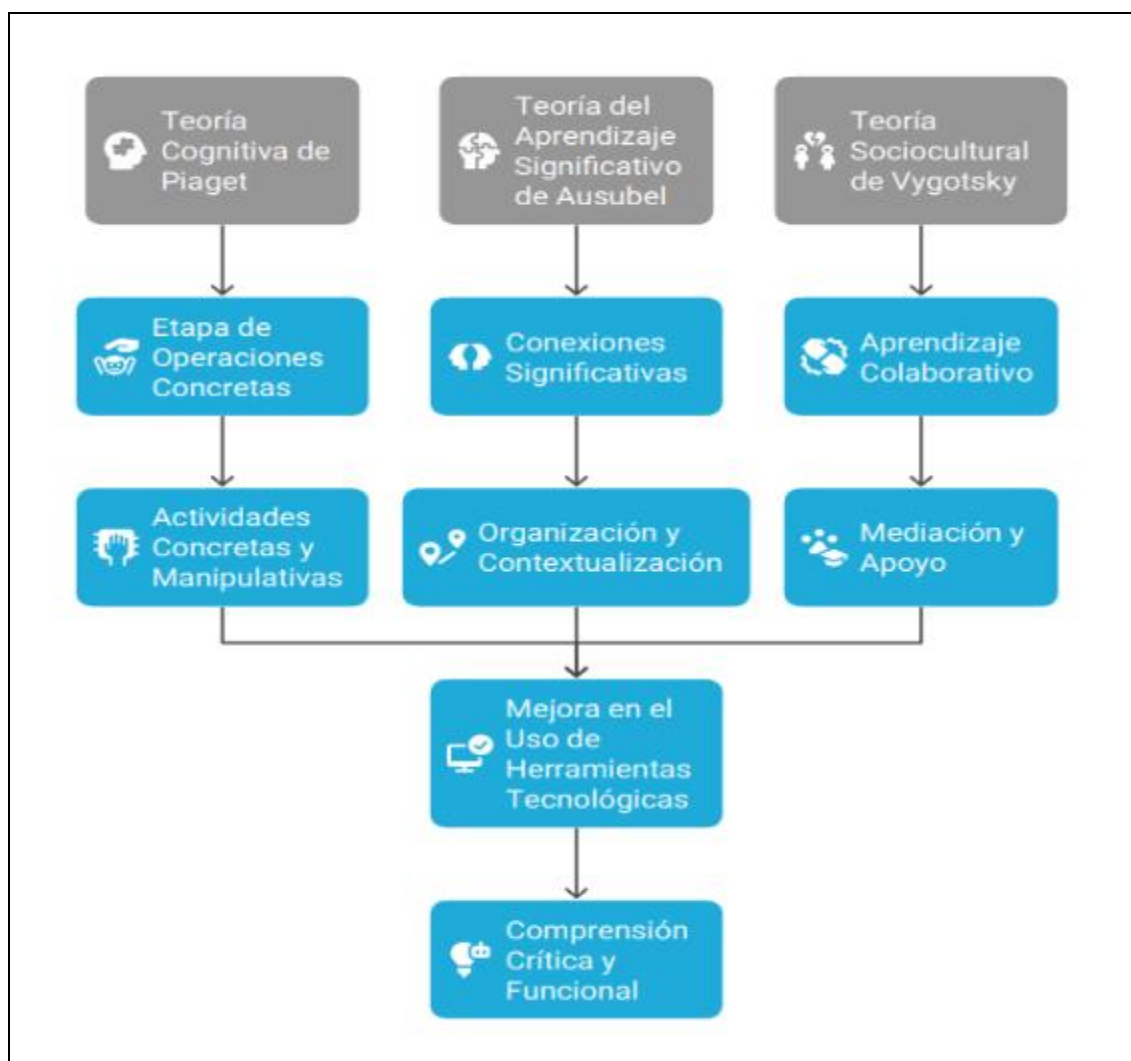 Teoría
Cognitiva de
Piaget
Teoría del
Aprendizaje
Significativo
de Ausubel
Teoría
Sociocultural
de Vygotsky
Etapa de
Operaciones
Concretas
Conexiones
Significativas
Aprendizaje
Colaborativo
Actividades
Concretas y
Manipulativas
Organización y
Contextualización
Mediación y
Apoyo
Mejora en el
Uso de
Herramientas
Tecnológicas
Comprensión
Crítica y
Funcional